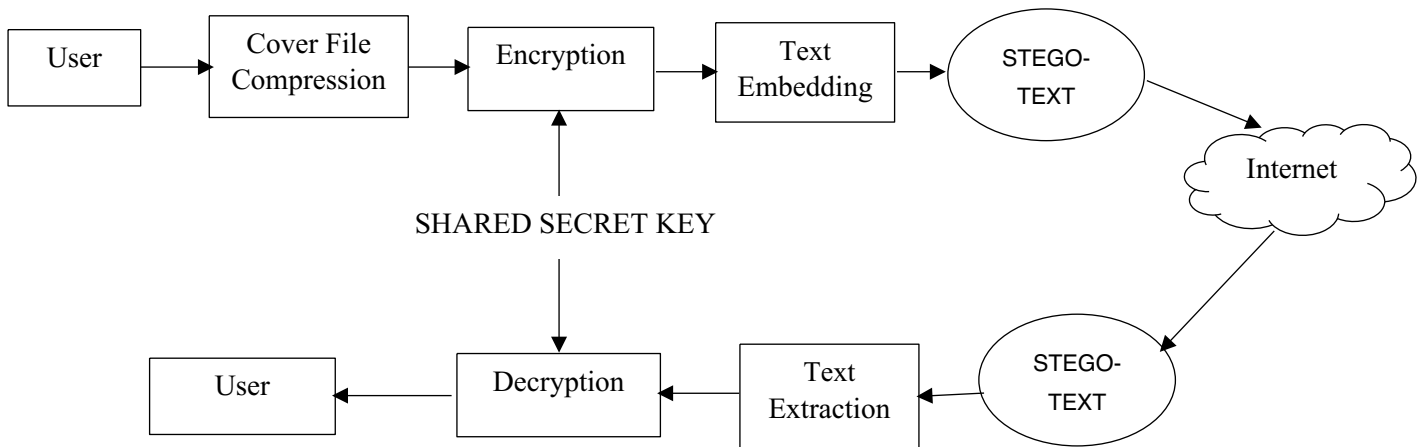 User
Cover File
Compression
Encryption
Text
Embedding
STEGO-
TEXT
Internet
SHARED SECRET KEY
User
Decryption
Text
Extraction
STEGO-
TEXT